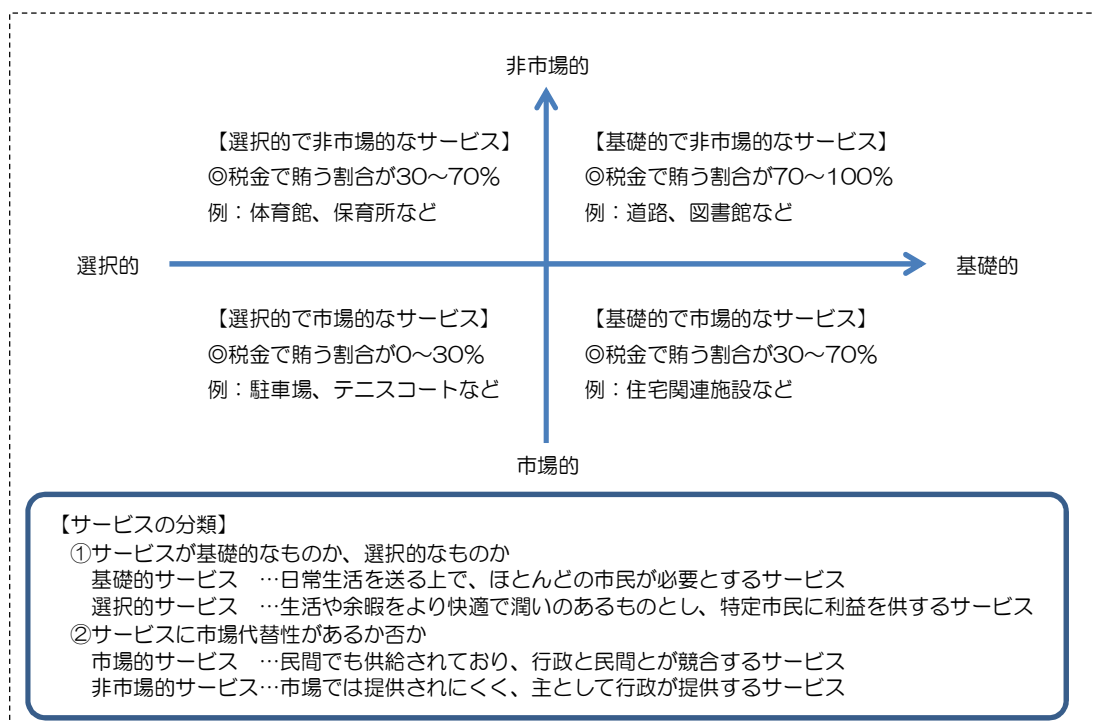 非市場的
【選択的で非市場的なサービス】
◎税金で賄う割合が30～70%
例：体育館、保育所など
【基礎的で非市場的なサービス】
◎税金で賄う割合が70～100%
例：道路、図書館など
選択的
基礎的
【選択的で市場的なサービス】
◎税金で賄う割合が0～30%
例：駐車場、テニスコートなど
【基礎的で市場的なサービス】
◎税金で賄う割合が30～70%
例：住宅関連施設など
市場的
【サービスの分類】
①サービスが基礎的なものか、選択的なものか
基礎的サービス　…日常生活を送る上で、ほとんどの市民が必要とするサービス
選択的サービス　…生活や余暇をより快適で潤いのあるものとし、特定市民に利益を供するサービス
②サービスに市場代替性があるか否か
市場的サービス　…民間でも供給されており、行政と民間とが競合するサービス
非市場的サービス…市場では提供されにくく、主として行政が提供するサービス